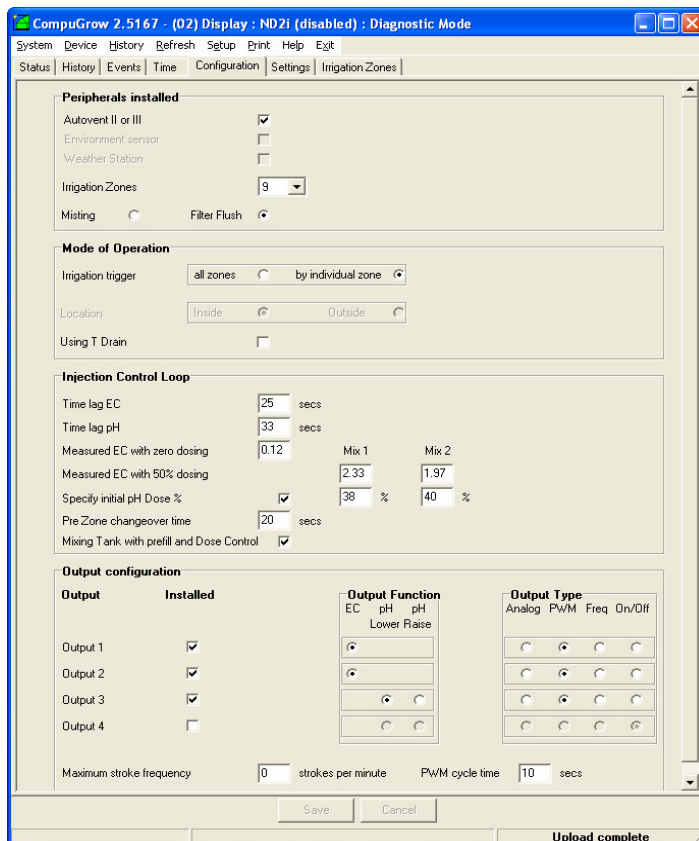 CompuGrow 2.5167 - (02) Display : ND2i (disabled) : Diagnostic Mode
System Device History Refresh Setup Print Help Exit
Status History Events Time Configuration Settings Irrigation Zones
Peripherals installed
Autovent II or III
Environment sensor
Weather Station
Irrigation Zones 9
Misting Filter Flush
Mode of Operation
Irrigation trigger all zones by individual zone
Location Inside Outside
Using T Drain
Injection Control Loop
Time lag EC 25 secs
Time lag pH 33 secs
Measured EC with zero dosing 0.12 Mix 1 Mix 2
Measured EC with 50% dosing 2.33 1.97
Specify initial pH Dose % 38 % 40 %
Pre Zone changeover time 20 secs
Mixing Tank with prefill and Dose Control
Output configuration
Output Installed Output Function Output Type
EC pH pH Analog PWM Freq On/Off
Lower Raise
Output 1
Output 2
Output 3
Output 4
Maximum stroke frequency 0 strokes per minute PWM cycle time 10 secs
Save Cancel
Upload complete